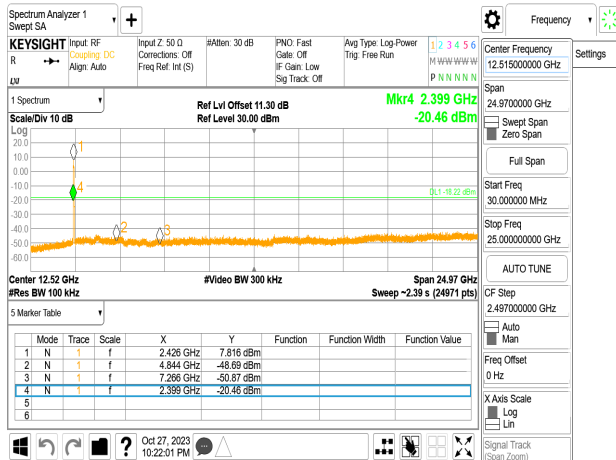 Spectrum Analyzer 1
Swept SA
Frequency
Settings
KEYSIGHT
R
LXI
Input: RF
Coupling: DC
Align: Auto
Input Z: 50 Ω
Corrections: Off
Freq Ref: Int (S)
#Atten: 30 dB
PNO: Fast
Gate: Off
IF Gain: Low
Sig Track: Off
Avg Type: Log-Power
Trig: Free Run
1 2 3 4 5 6
M W W W W W
P N N N N N
1 Spectrum
Scale/Div 10 dB
Ref Lvl Offset 11.30 dB
Ref Level 30.00 dBm
Mkr4 2.399 GHz
-20.46 dBm
Log
20.0
10.0
0.00
-10.0
-20.0
-30.0
-40.0
-50.0
-60.0
1
4
2
3
DL1 -18.22 dBm
Center 12.52 GHz
#Video BW 300 kHz
Span 24.97 GHz
#Res BW 100 kHz
Sweep ~2.39 s (24971 pts)
5 Marker Table
Mode Trace Scale X Y Function Function Width Function Value
1 N 1 f 2.426 GHz 7.816 dBm
2 N 1 f 4.844 GHz -48.69 dBm
3 N 1 f 7.266 GHz -50.87 dBm
4 N 1 f 2.399 GHz -20.46 dBm
5
6
Oct 27, 2023
10:22:01 PM
Center Frequency
12.515000000 GHz
Span
24.9700000 GHz
Swept Span
Zero Span
Full Span
Start Freq
30.000000 MHz
Stop Freq
25.000000000 GHz
AUTO TUNE
CF Step
2.497000000 GHz
Auto
Man
Freq Offset
0 Hz
X Axis Scale
Log
Lin
Signal Track
(Span Zoom)